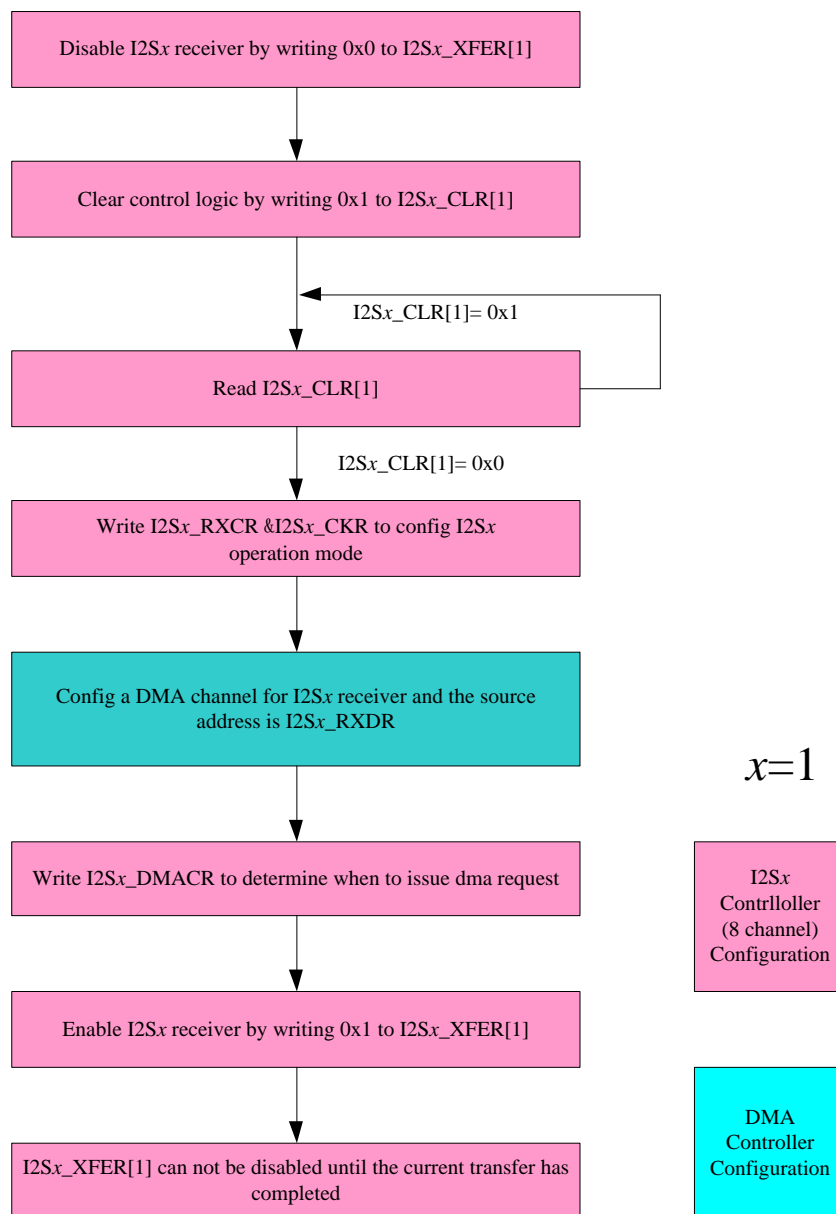 Disable I2Sx receiver by writing 0x0 to I2Sx_XFER[1]
Clear control logic by writing 0x1 to I2Sx_CLR[1]
I2Sx_CLR[1]= 0x1
Read I2Sx_CLR[1]
I2Sx_CLR[1]= 0x0
Write I2Sx_RXCR &I2Sx_CKR to config I2Sx
operation mode
Config a DMA channel for I2Sx receiver and the source
address is I2Sx_RXDR
x=1
Write I2Sx_DMACR to determine when to issue dma request
I2Sx
Contrlloller
(8 channel)
Configuration
Enable I2Sx receiver by writing 0x1 to I2Sx_XFER[1]
I2Sx_XFER[1] can not be disabled until the current transfer has
completed
DMA
Controller
Configuration